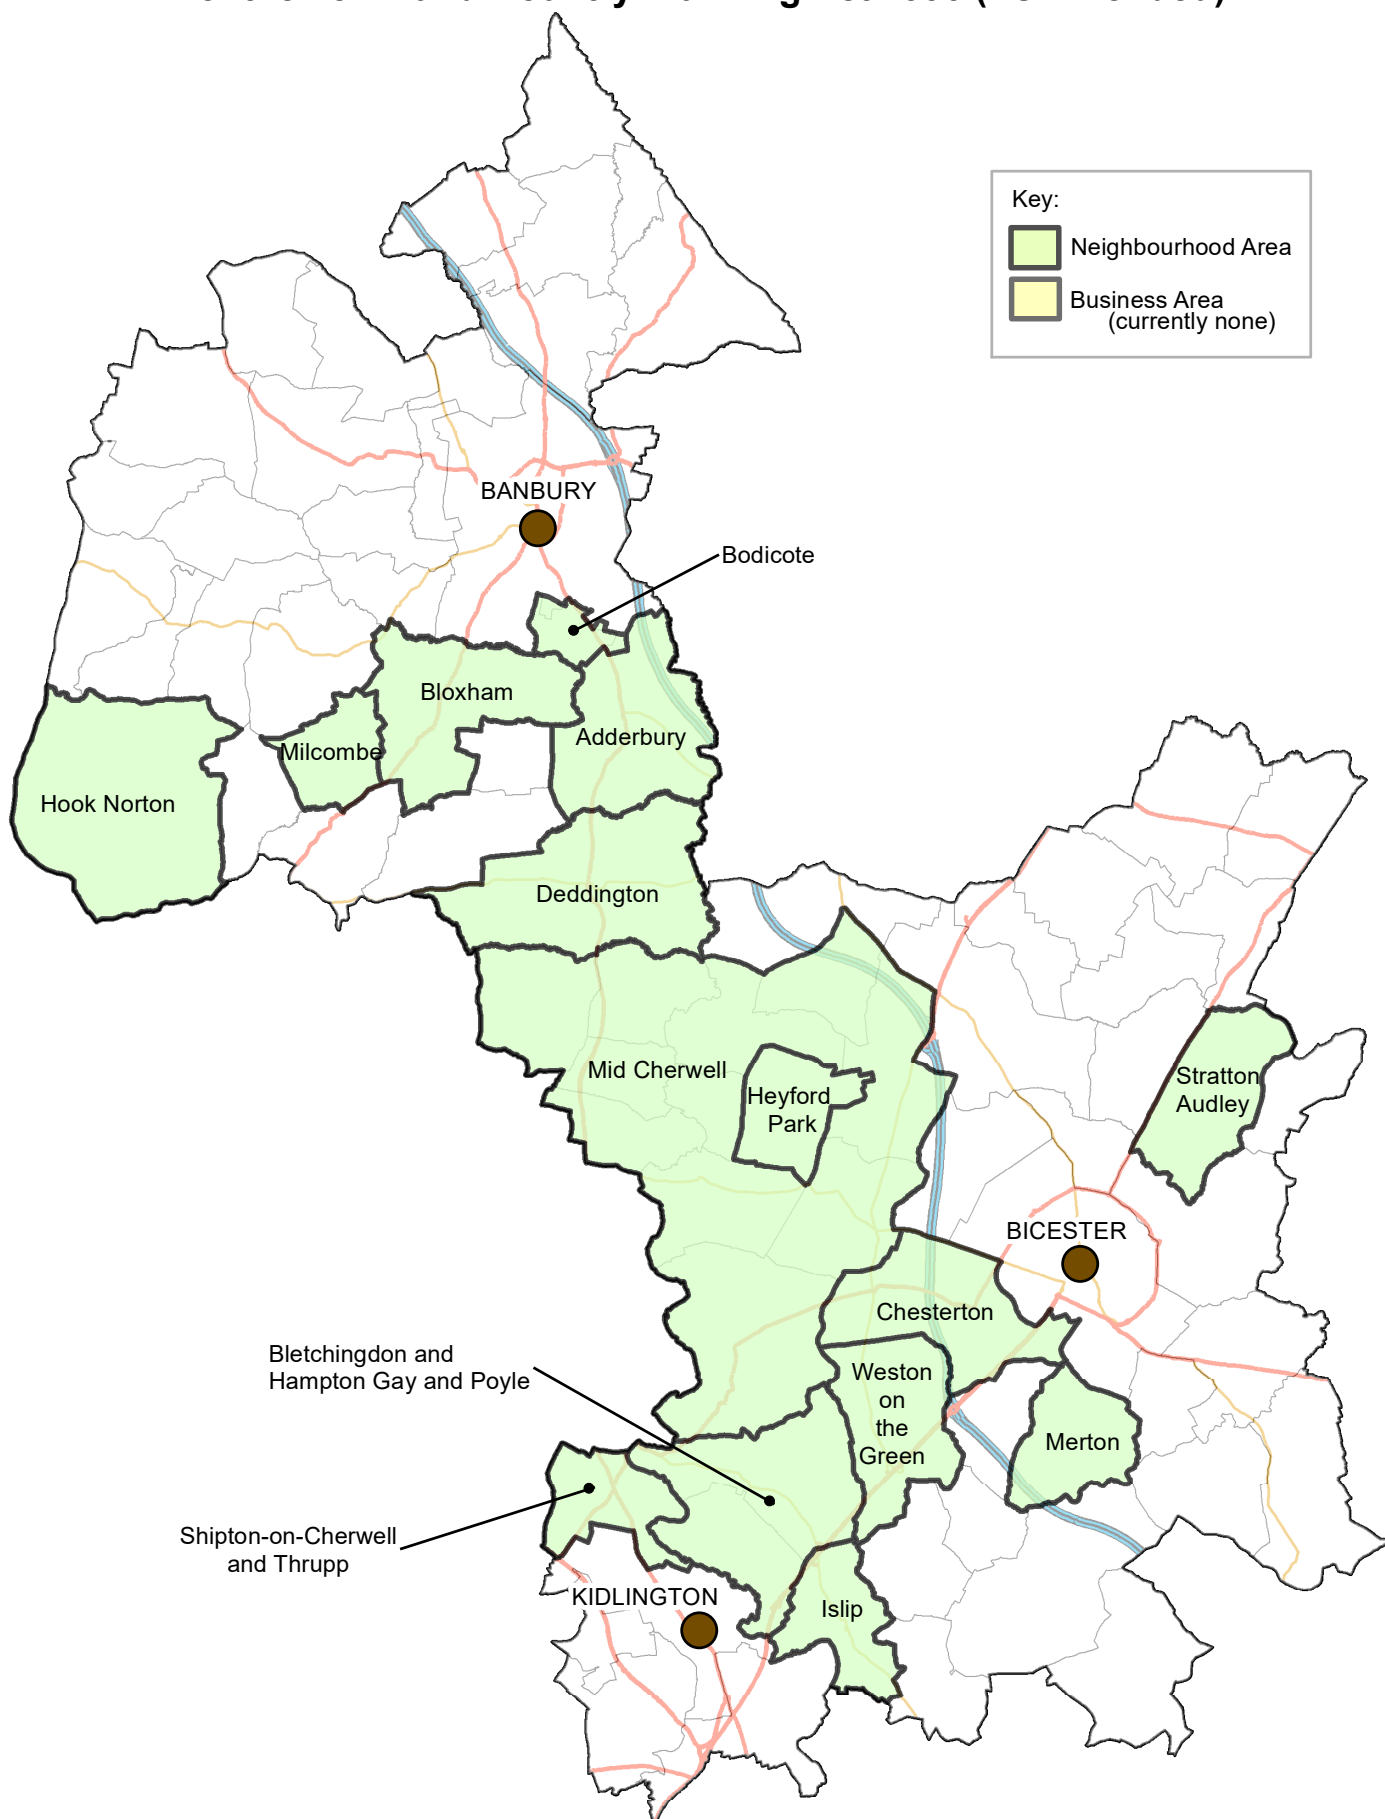 Key:
Neighbourhood Area
Business Area
(currently none)
BANBURY
Bodicote
Bloxham
Adderbury
Milcombe
Hook Norton
Deddington
Mid Cherwell
Heyford
Park
Stratton
Audley
BICESTER
Chesterton
Bletchingdon and
Hampton Gay and Poyle
Weston
on
the
Green
Merton
Shipton-on-Cherwell
and Thrupp
KIDLINGTON
Islip